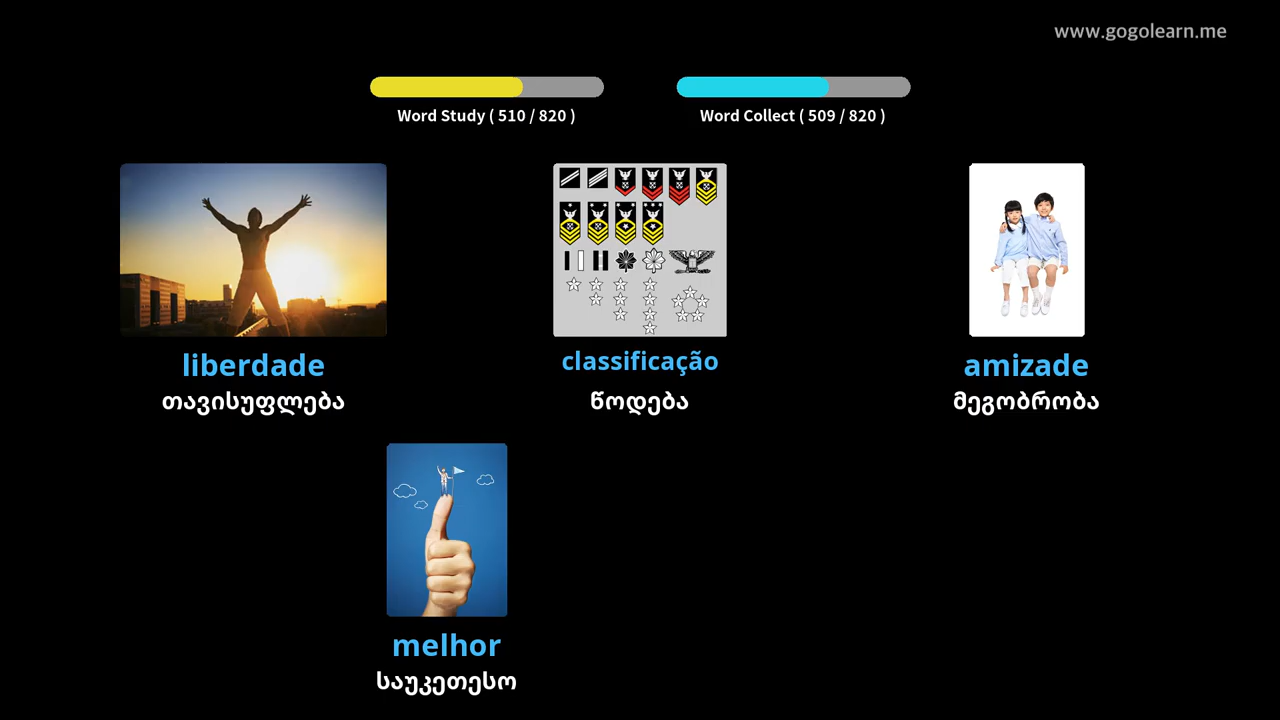 www.gogolearn.me
Word Study ( 510 / 820 )
Word Collect ( 509 / 820 )
liberdade
თავისუფლება
classificação
წოდება
amizade
მეგობრობა
melhor
საუკეთესო